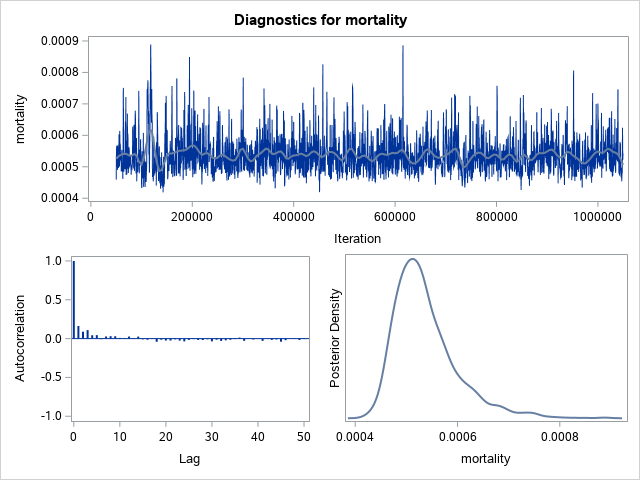 Diagnostics for mortality
0.0009
0.0008
0.0007
0.0006
0.0005
0.0004
mortality
0 200000 400000 600000 800000 1000000
Iteration
1.0
0.5
0.0
-0.5
-1.0
Autocorrelation
0 10 20 30 40 50
Lag
Posterior Density
0.0004 0.0006 0.0008
mortality